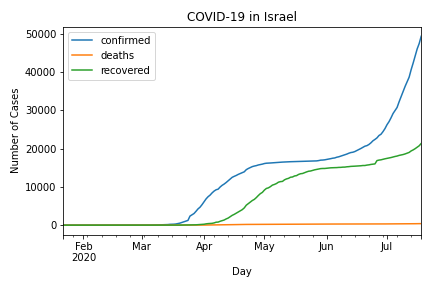 COVID-19 in Israel
confirmed
deaths
recovered
50000
40000
30000
20000
10000
0
Number of Cases
Feb
2020
Mar
Apr
May
Jun
Jul
Day